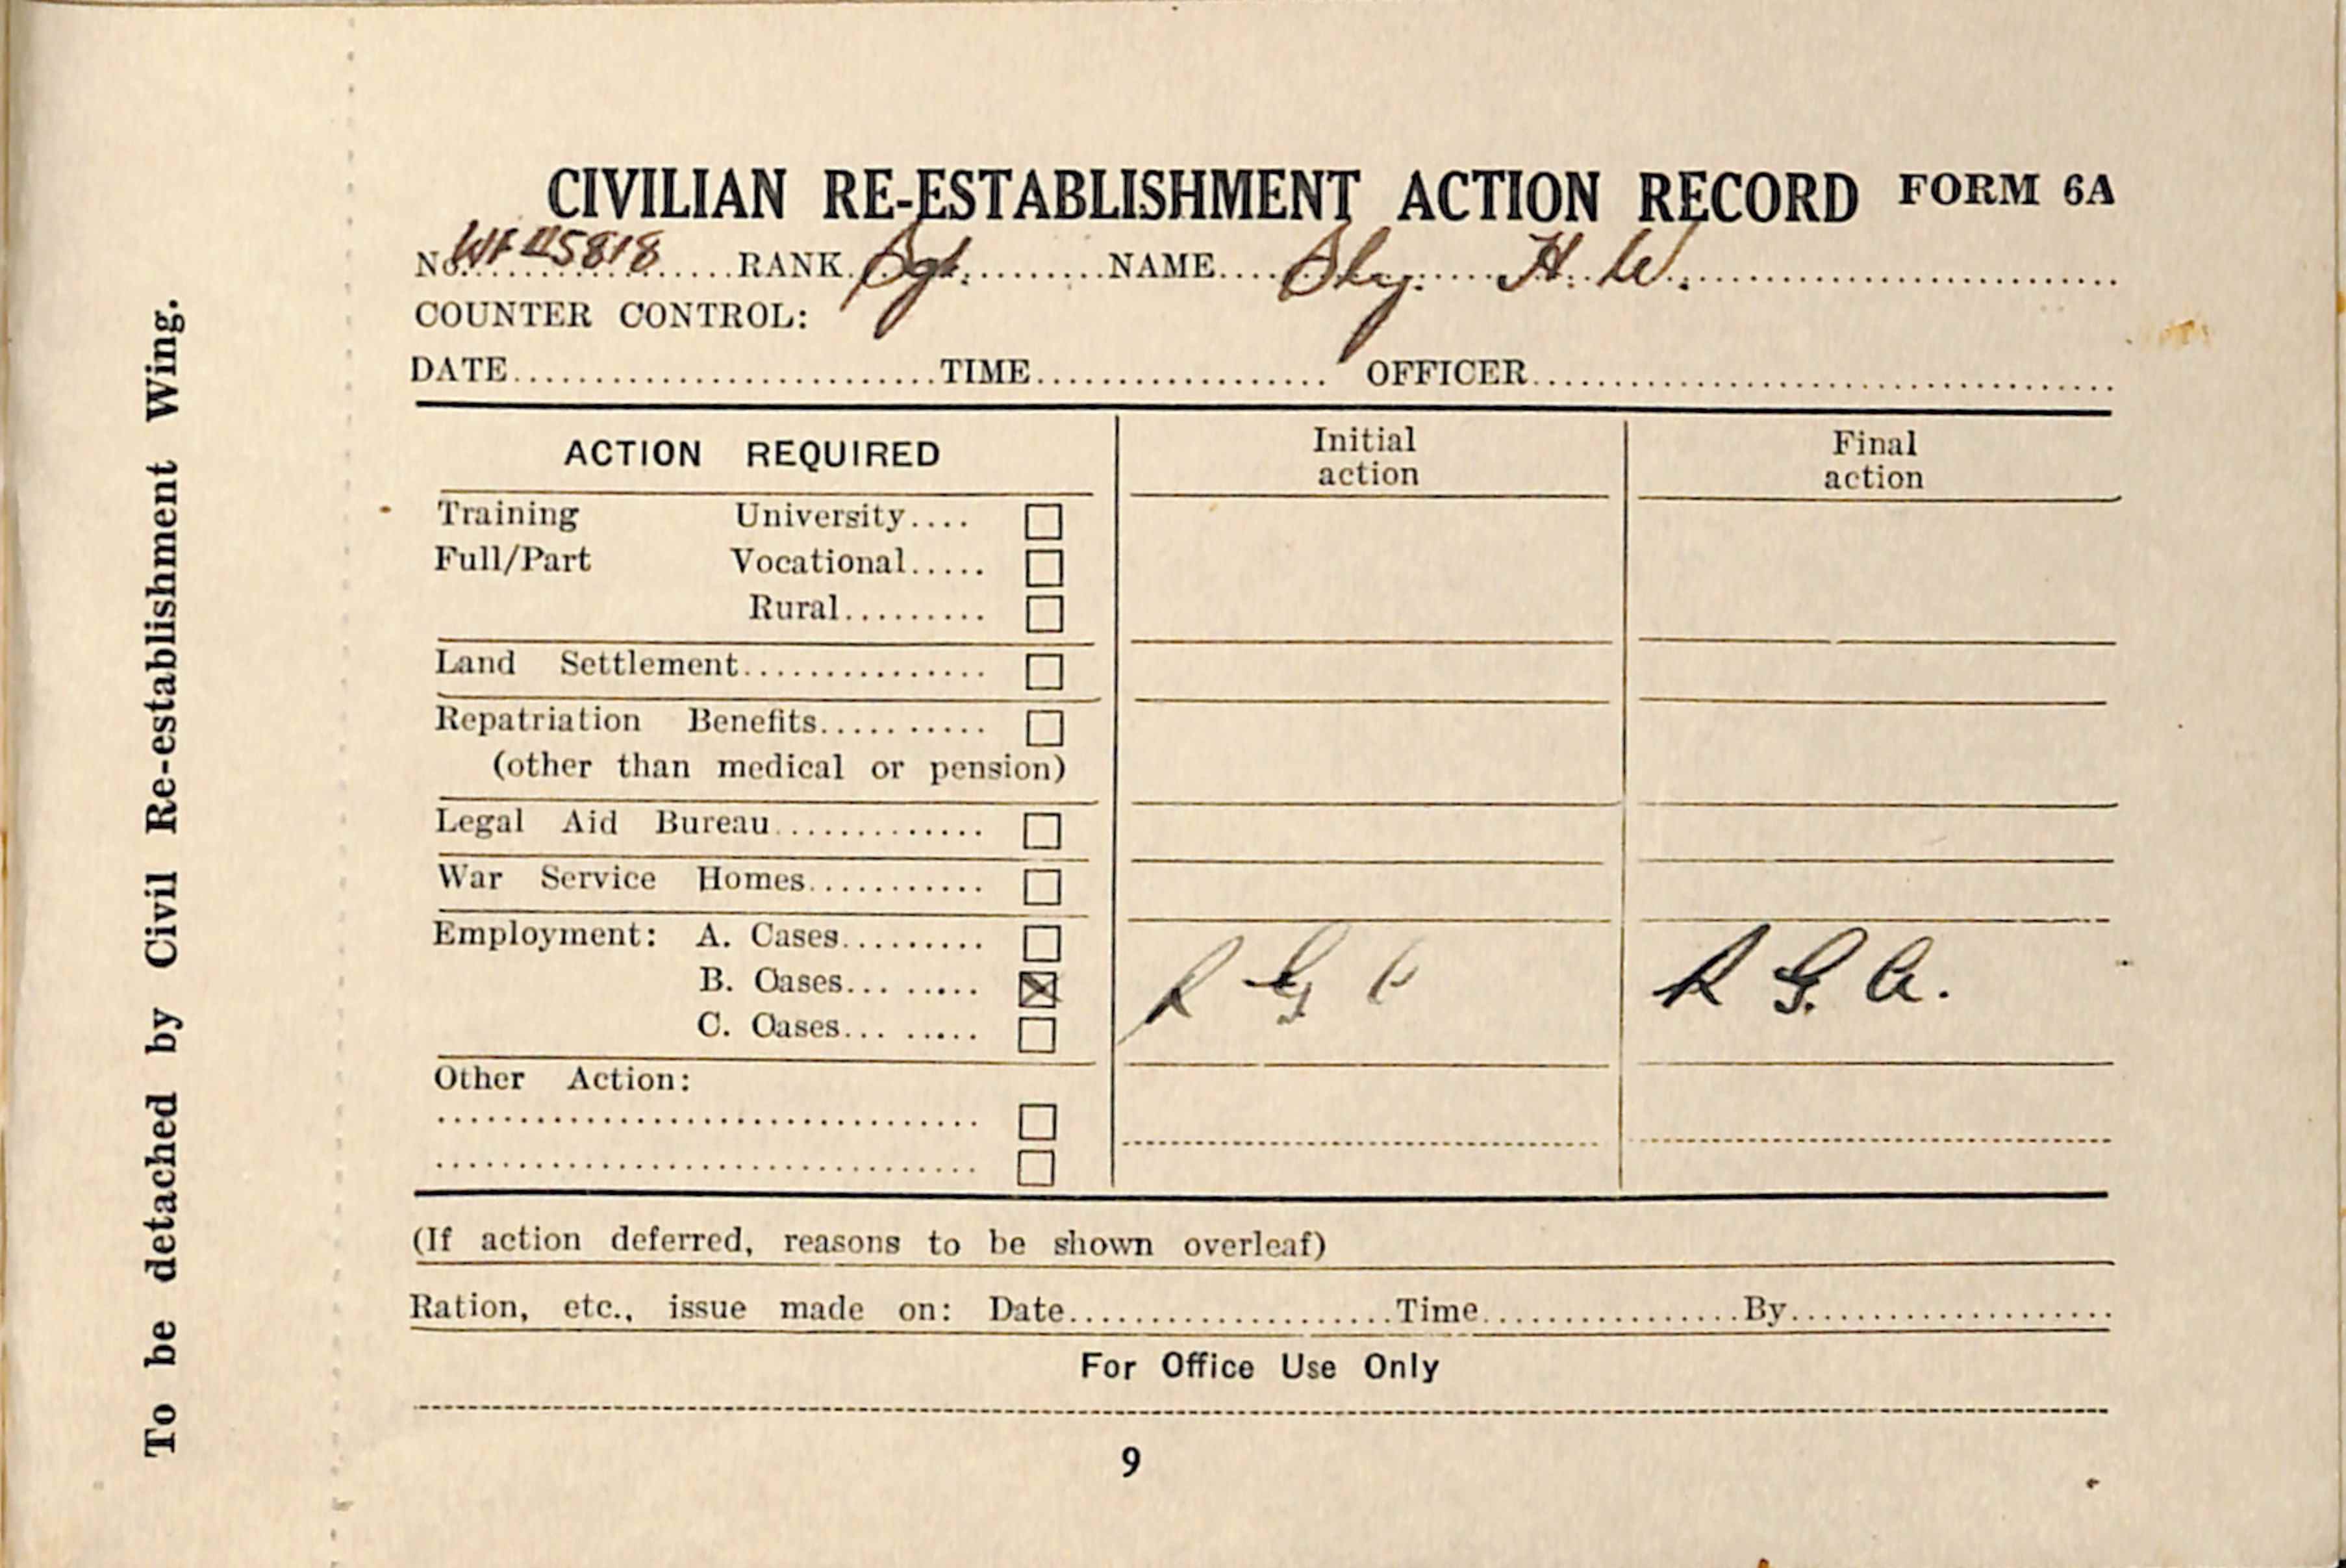 To be detached by Civil Re-establishment Wing.
CIVILIAN RE-ESTABLISHMENT ACTION RECORD FORM 6A
No. RANK Sgt. NAME Sly. H. W.
COUNTER CONTROL:
DATE TIME OFFICER
ACTION REQUIRED Initial action Final action
Training University
Full/Part Vocational
Rural
Land Settlement
Repatriation Benefits
(other than medical or pension)
Legal Aid Bureau
War Service Homes
Employment: A. Cases
B. Cases R G A R G. A.
C. Cases
Other Action:
(If action deferred, reasons to be shown overleaf)
Ration, etc., issue made on: Date Time By
For Office Use Only
9